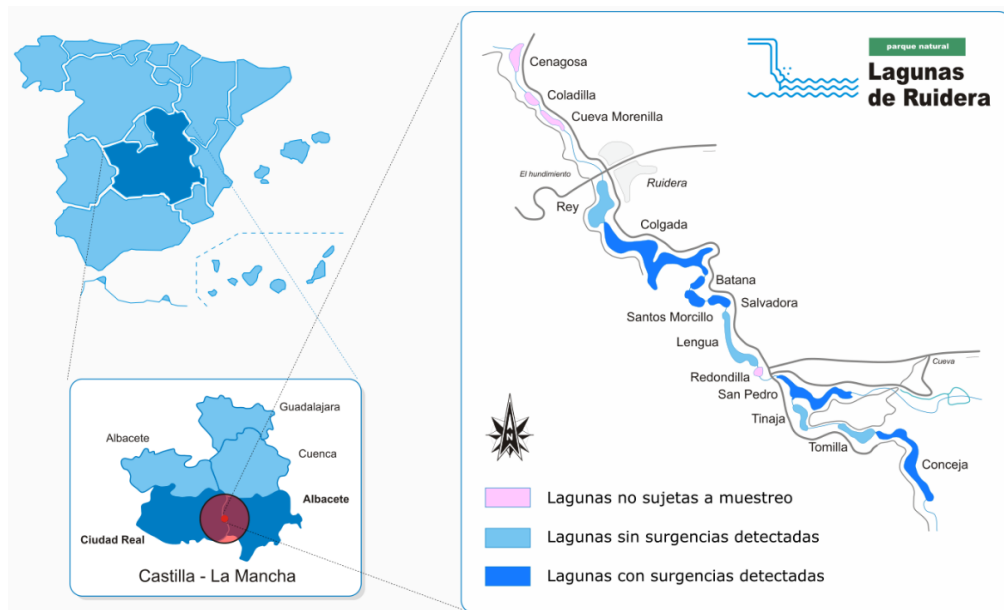 parque natural
Lagunas
de Ruidera
Cenagosa
Coladilla
Cueva Morenilla
El hundimiento
Ruidera
Rey
Colgada
Batana
Salvadora
Santos Morcillo
Lengua
Cueva
Redondilla
San Pedro
Tinaja
Tomilla
Conceja
N
Lagunas no sujetas a muestreo
Lagunas sin surgencias detectadas
Lagunas con surgencias detectadas
Guadalajara
Albacete
Cuenca
Albacete
Ciudad Real
Castilla - La Mancha